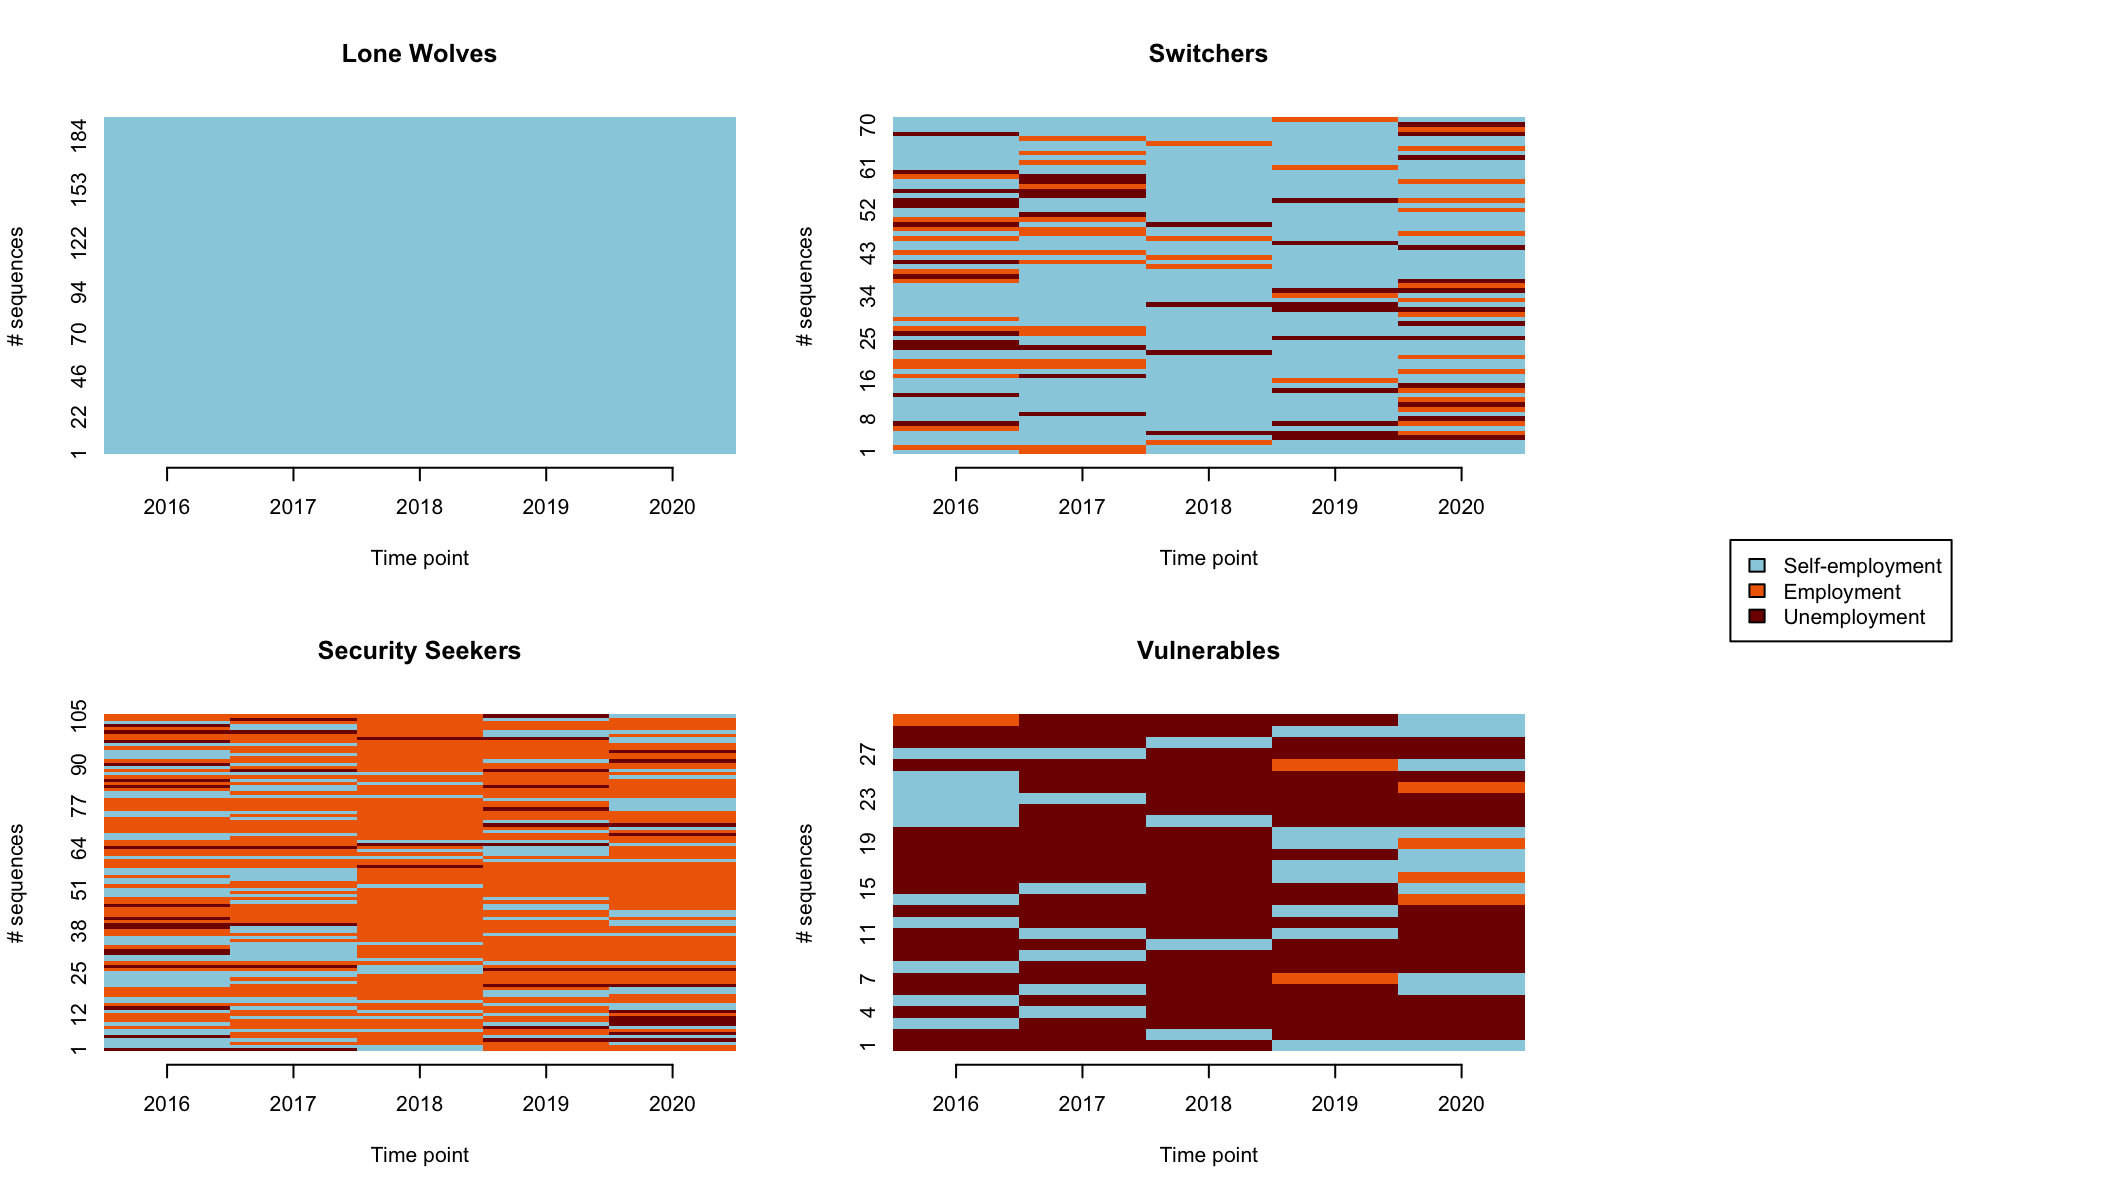 Lone Wolves
# sequences
184
153
122
94
70
46
22
1
2016 2017 2018 2019 2020
Time point
Switchers
# sequences
70
61
52
43
34
25
16
8
1
2016 2017 2018 2019 2020
Time point
Self-employment
Employment
Unemployment
Security Seekers
# sequences
105
90
77
64
51
38
25
12
1
2016 2017 2018 2019 2020
Time point
Vulnerables
# sequences
27
23
19
15
11
7
4
1
2016 2017 2018 2019 2020
Time point